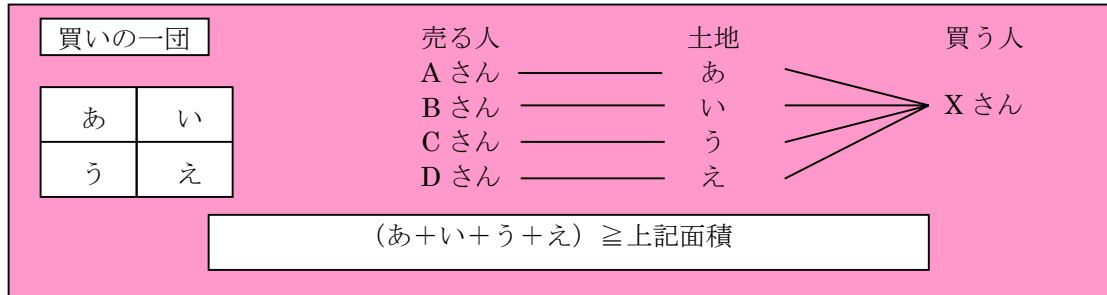 買いの一団
売る人 土地 買う人
Aさん あ
Bさん い Xさん
Cさん う
Dさん え
あ い
う え
(あ+い+う+え)≧上記面積